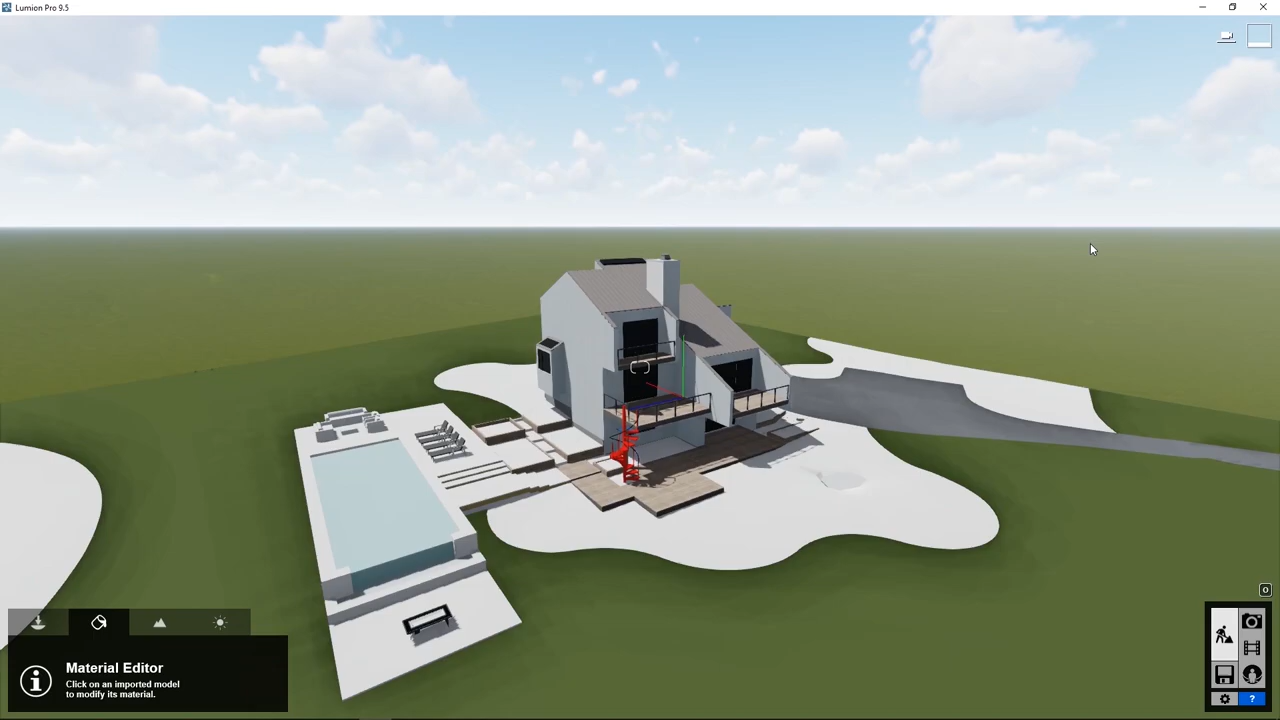 Lumion Pro 9.5
O
Material Editor
Click on an imported model
to modify its material.
?